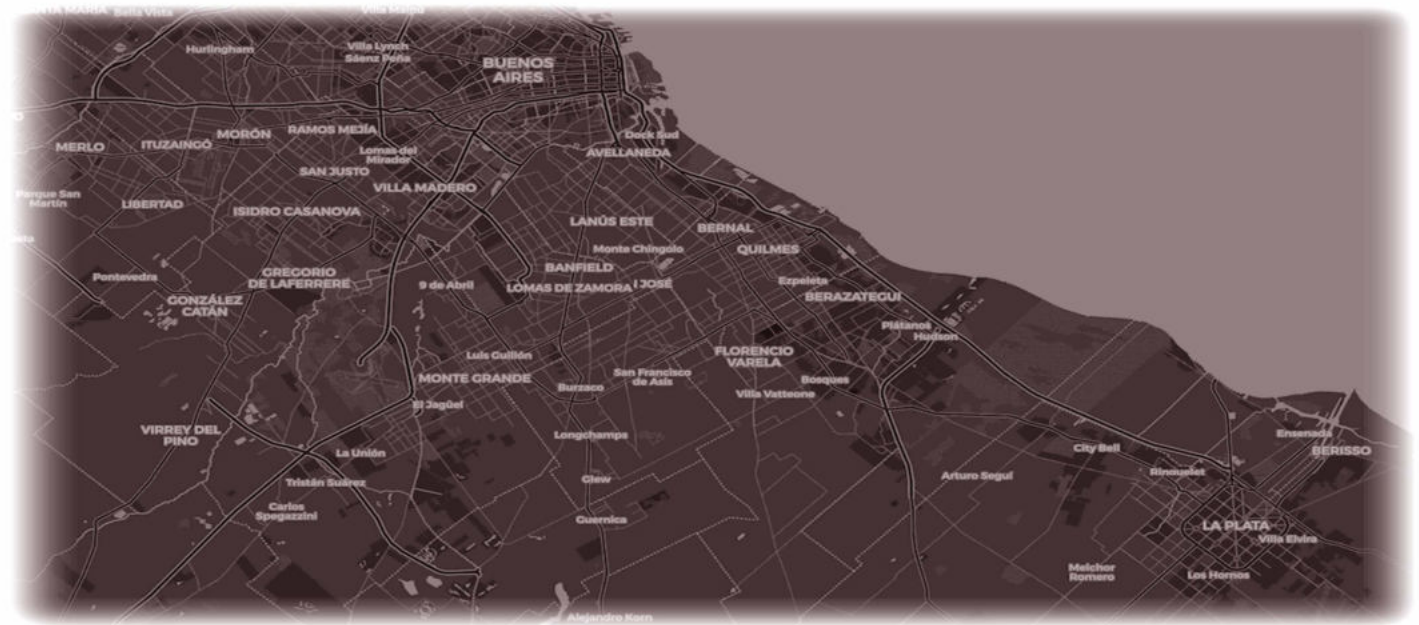 Bella Vista
Hurlingham
Villa Lynch
Sáenz Peña
BUENOS
AIRES
MORÓN
RAMOS MEJÍA
Dock Sud
MERLO
ITUZAINGÓ
Lomas del
Mirador
AVELLANEDA
SAN JUSTO
VILLA MADERO
Parque San
Martín
LIBERTAD
ISIDRO CASANOVA
LANÚS ESTE
BERNAL
Monte Chingolo
QUILMES
Pontevedra
GREGORIO
DE LAFERRERE
BANFIELD
9 de Abril
LOMAS DE ZAMORA
I JOSÉ
Ezpeleta
BERAZATEGUI
GONZÁLEZ
CATÁN
Plátanos
Hudson
Luis Guillón
FLORENCIO
VARELA
MONTE GRANDE
San Francisco
de Asis
Burzaco
Bosques
Villa Vatteone
El Jagüel
VIRREY DEL
PINO
Longchamps
Ensenada
La Unión
City Bell
BERISSO
Tristán Suárez
Glew
Arturo Seguí
Ringuelet
Carlos
Spegazzini
Guernica
LA PLATA
Villa Elvira
Melchor
Romero
Los Hornos
Alejandro Korn